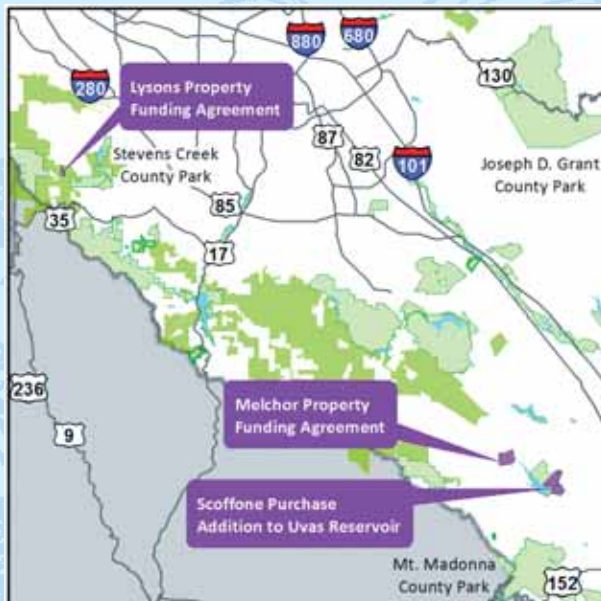 880
680
280
130
Lysons Property
Funding Agreement
87
82
101
Stevens Creek
County Park
Joseph D. Grant
County Park
85
35
17
Melchor Property
Funding Agreement
236
9
Scoffone Purchase
Addition to Uvas Reservoir
Mt. Madonna
County Park
152